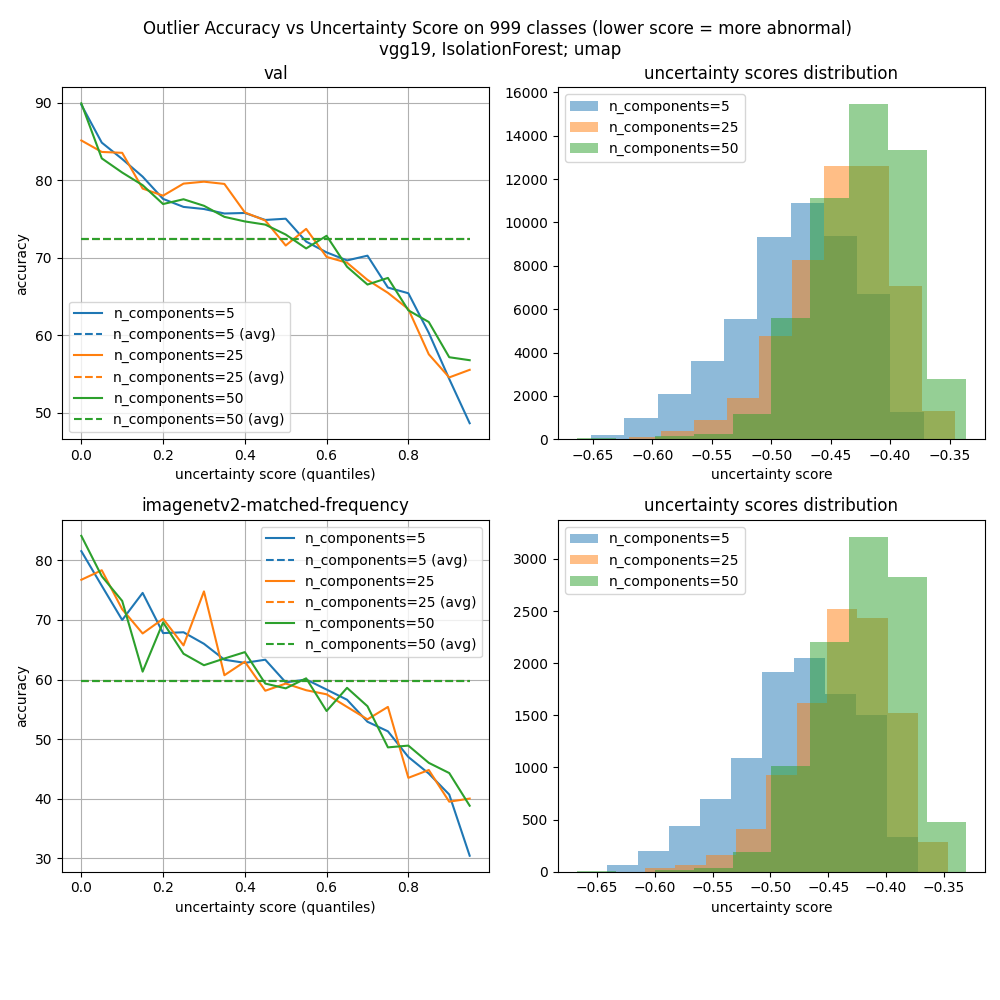 Outlier Accuracy vs Uncertainty Score on 999 classes (lower score = more abnormal)
vgg19, IsolationForest; umap
val
90
80
70
60
50
accuracy
n_components=5
n_components=5 (avg)
n_components=25
n_components=25 (avg)
n_components=50
n_components=50 (avg)
0.0 0.2 0.4 0.6 0.8
uncertainty score (quantiles)
uncertainty scores distribution
16000
14000
12000
10000
8000
6000
4000
2000
0
n_components=5
n_components=25
n_components=50
−0.65 −0.60 −0.55 −0.50 −0.45 −0.40 −0.35
uncertainty score
imagenetv2-matched-frequency
80
70
60
50
40
30
accuracy
n_components=5
n_components=5 (avg)
n_components=25
n_components=25 (avg)
n_components=50
n_components=50 (avg)
0.0 0.2 0.4 0.6 0.8
uncertainty score (quantiles)
uncertainty scores distribution
3000
2500
2000
1500
1000
500
0
n_components=5
n_components=25
n_components=50
−0.65 −0.60 −0.55 −0.50 −0.45 −0.40 −0.35
uncertainty score